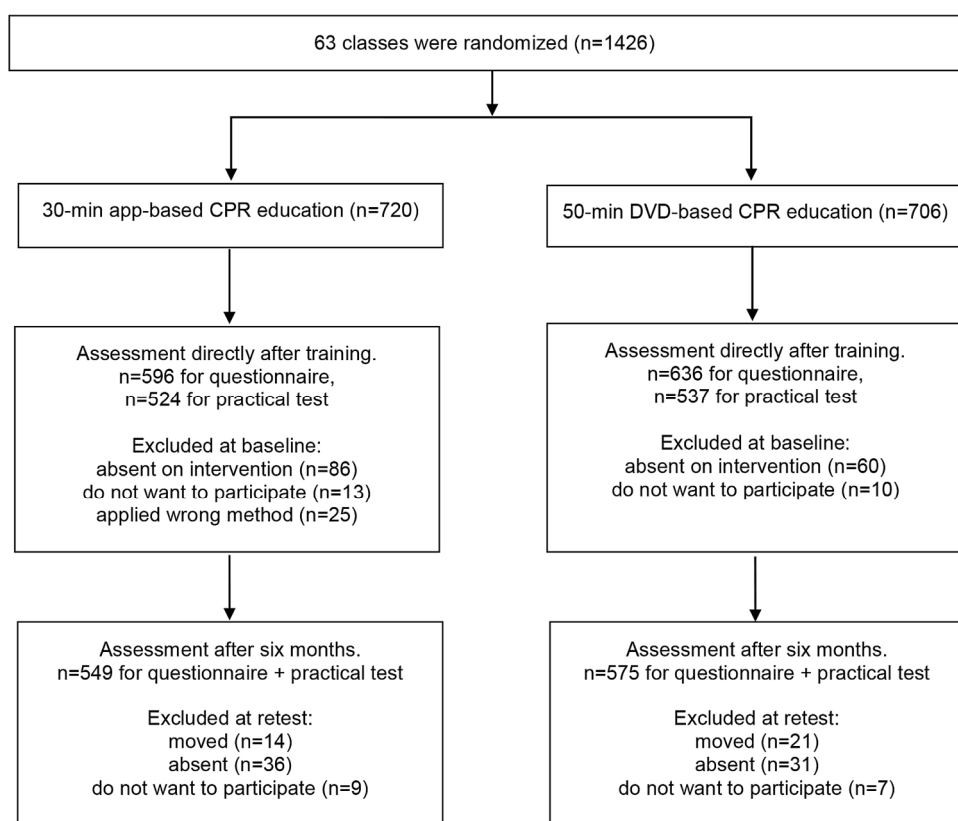 63 classes were randomized (n=1426)
30-min app-based CPR education (n=720)
50-min DVD-based CPR education (n=706)
Assessment directly after training.
n=596 for questionnaire,
n=524 for practical test
Excluded at baseline:
absent on intervention (n=86)
do not want to participate (n=13)
applied wrong method (n=25)
Assessment directly after training.
n=636 for questionnaire,
n=537 for practical test
Excluded at baseline:
absent on intervention (n=60)
do not want to participate (n=10)
Assessment after six months.
n=549 for questionnaire + practical test
Excluded at retest:
moved (n=14)
absent (n=36)
do not want to participate (n=9)
Assessment after six months.
n=575 for questionnaire + practical test
Excluded at retest:
moved (n=21)
absent (n=31)
do not want to participate (n=7)